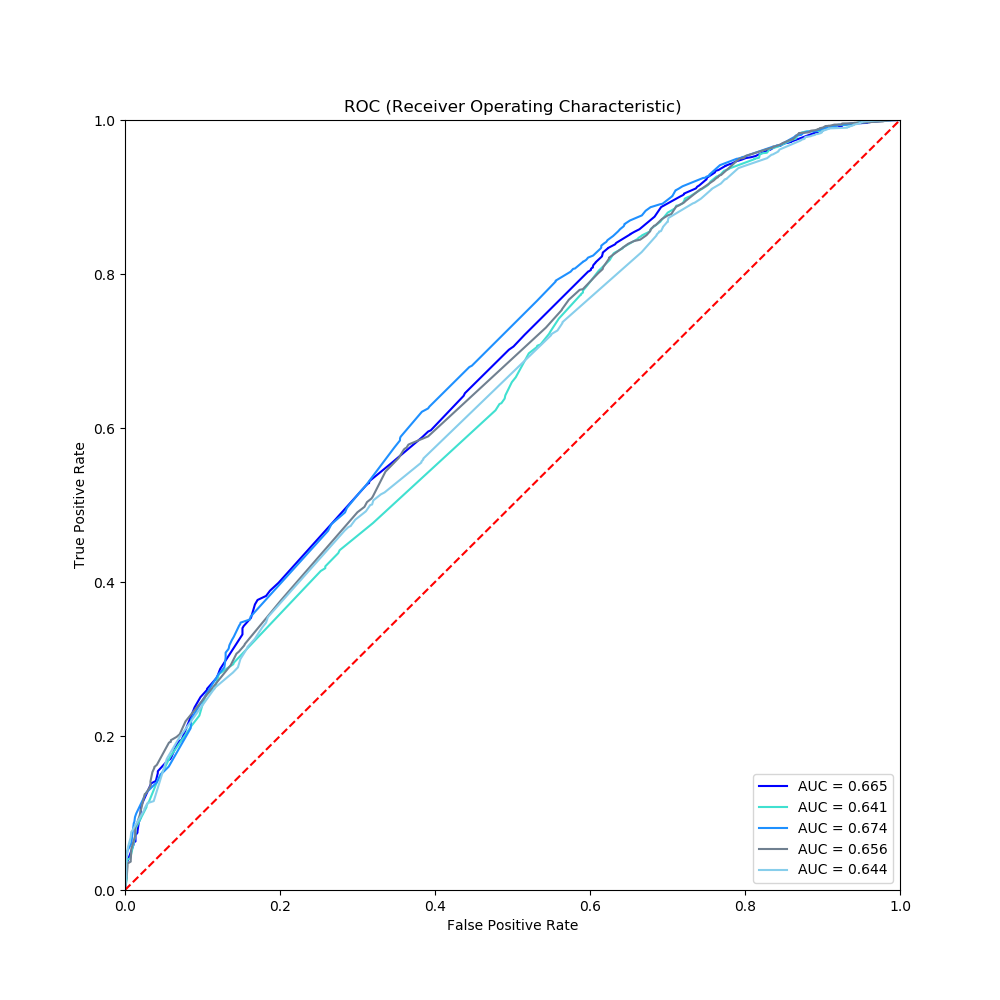 ROC (Receiver Operating Characteristic)
1.0
0.8
0.6
0.4
0.2
0.0
True Positive Rate
AUC = 0.665
AUC = 0.641
AUC = 0.674
AUC = 0.656
AUC = 0.644
0.0 0.2 0.4 0.6 0.8 1.0
False Positive Rate